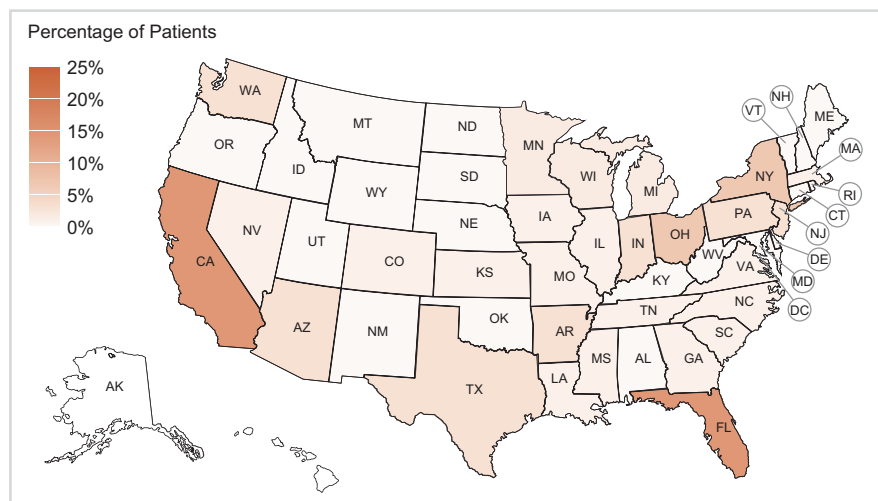 Percentage of Patients
25%
20%
15%
10%
5%
0%
WA
OR
MT
ID
ND
MN
SD
WY
WI
MI
NY
VT
NH
ME
MA
RI
CT
NJ
DE
MD
DC
CA
NV
UT
NE
IA
CO
KS
IL
IN
OH
PA
MO
KY
WV
VA
AZ
NM
OK
AR
TN
NC
SC
MS
AL
GA
TX
LA
FL
AK